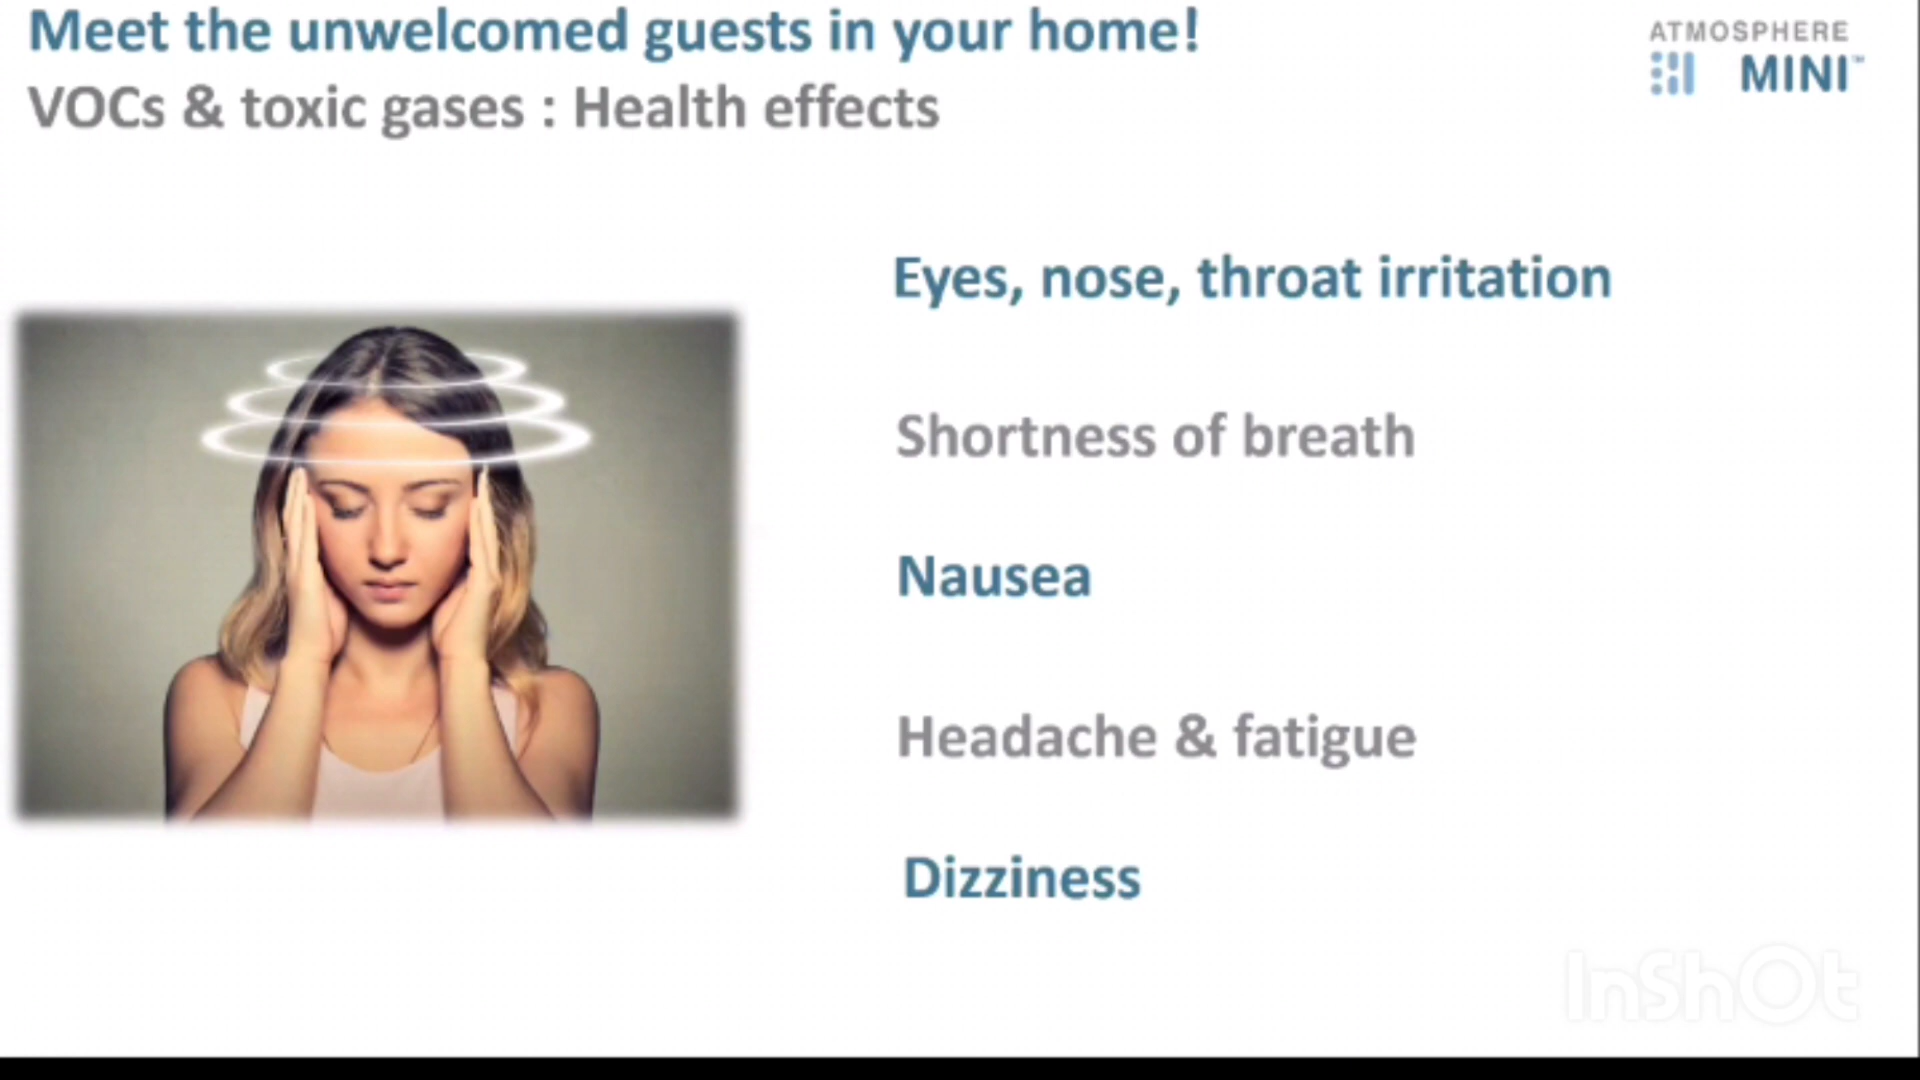 Meet the unwelcomed guests in your home!
VOCs & toxic gases : Health effects
ATMOSPHERE
MINI™
Eyes, nose, throat irritation
Shortness of breath
Nausea
Headache & fatigue
Dizziness
InShOt